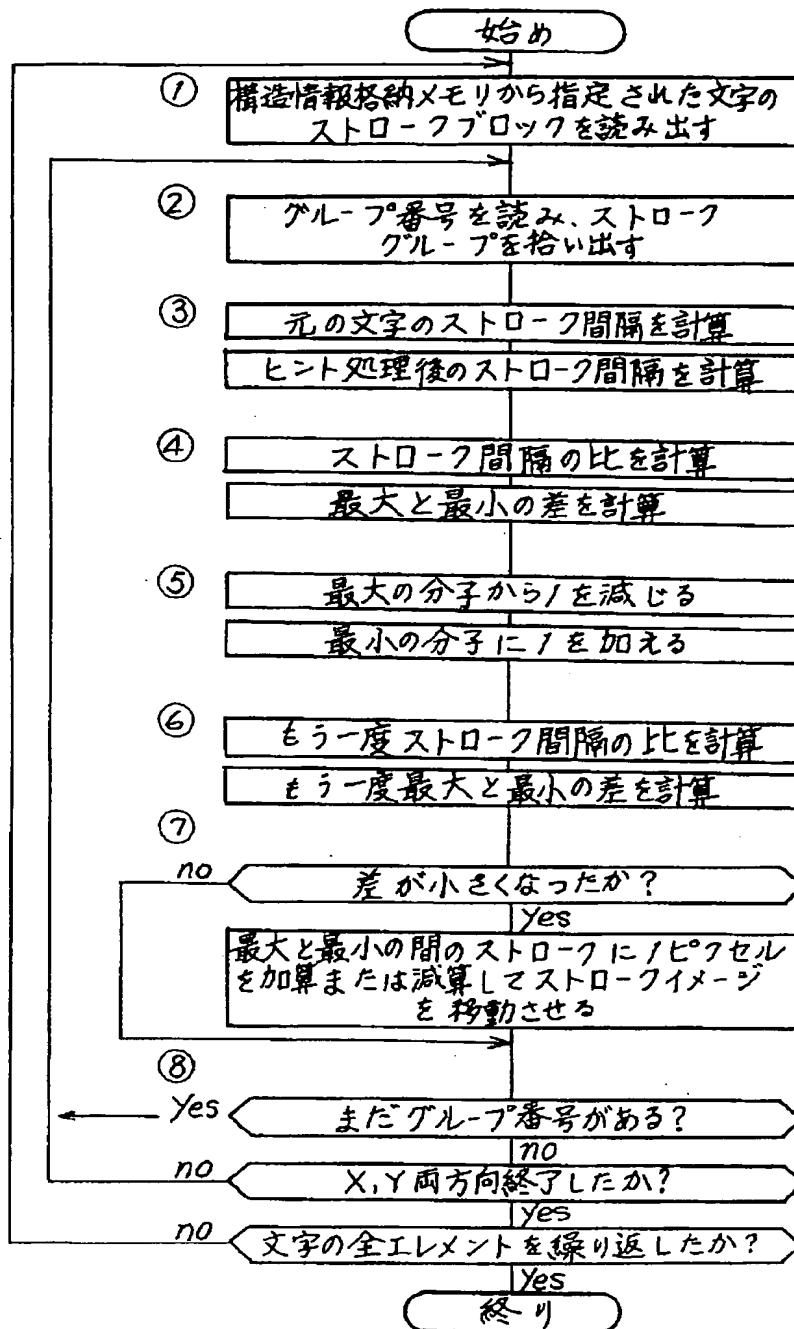 始め
① 構造情報格納メモリから指定された文字の
ストロークブロックを読み出す
② グループ番号を読み、ストローク
グループを拾い出す
③ 元の文字のストローク間隔を計算
ヒント処理後のストローク間隔を計算
④ ストローク間隔の比を計算
最大と最小の差を計算
⑤ 最大の分子から1を減じる
最小の分子に1を加える
⑥ もう一度ストローク間隔の比を計算
もう一度最大と最小の差を計算
⑦
no 差が小さくなったか?
yes
最大と最小の間のストロークに1ピクセル
を加算または減算してストロークイメージ
を移動させる
⑧
yes まだグループ番号がある?
no
no X,Y両方向終了したか?
yes
no 文字の全エレメントを繰り返したか?
yes
終り